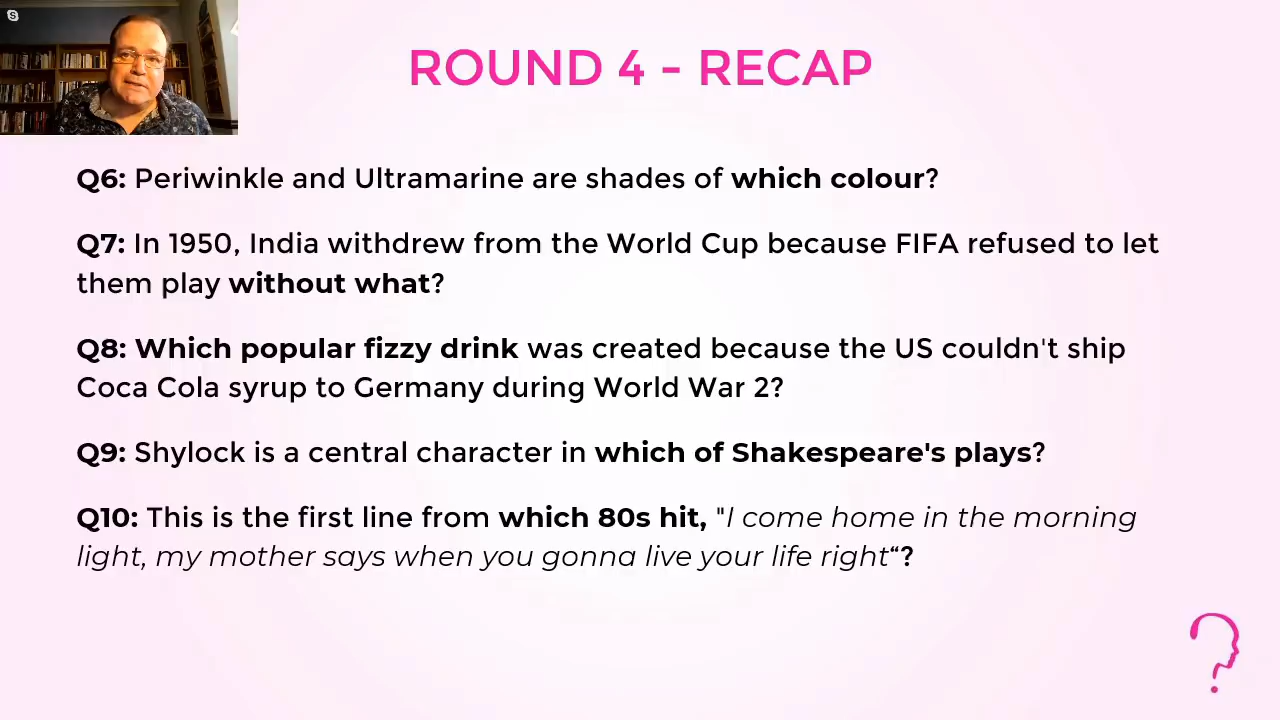 ROUND 4 - RECAP
Q6: Periwinkle and Ultramarine are shades of which colour?
Q7: In 1950, India withdrew from the World Cup because FIFA refused to let
them play without what?
Q8: Which popular fizzy drink was created because the US couldn't ship
Coca Cola syrup to Germany during World War 2?
Q9: Shylock is a central character in which of Shakespeare's plays?
Q10: This is the first line from which 80s hit, "I come home in the morning
light, my mother says when you gonna live your life right“?